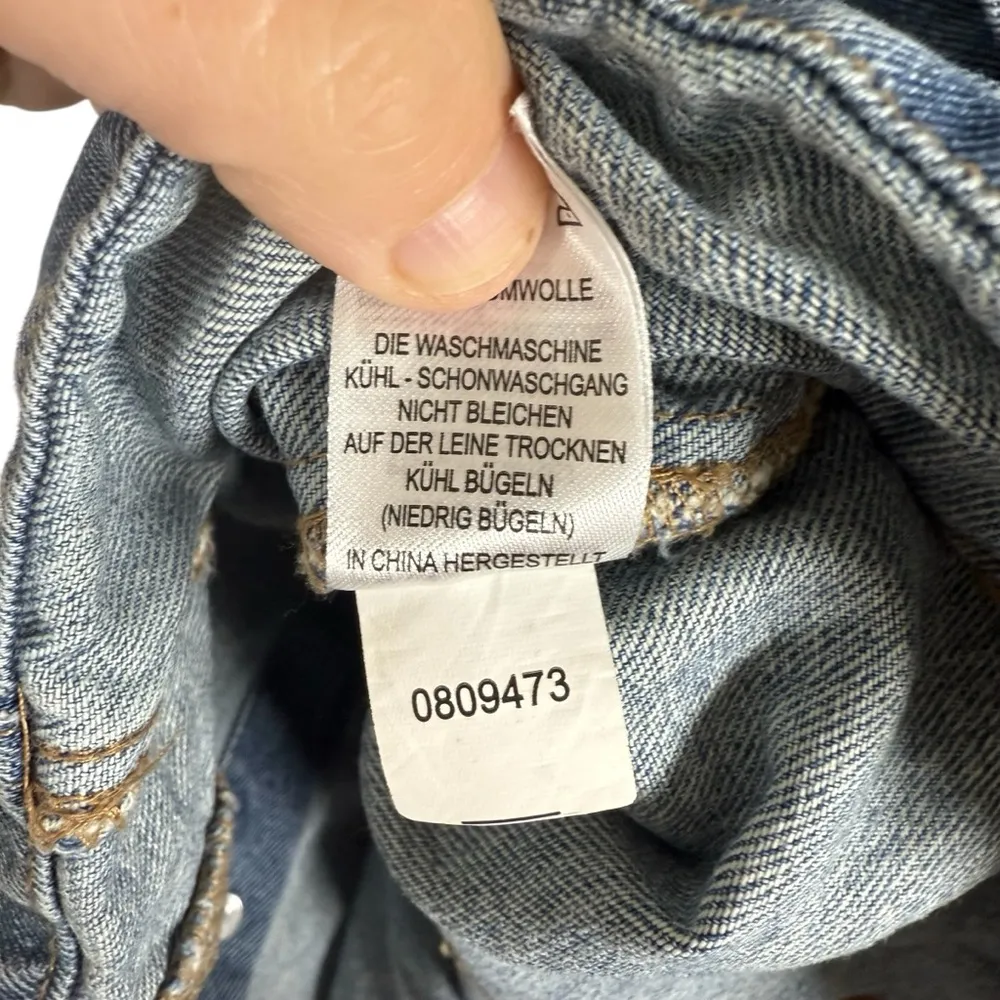 DIE WASCHMASCHINE
KÜHL - SCHONWASCHGANG
NICHT BLEICHEN
AUF DER LEINE TROCKNEN
KÜHL BÜGELN
(NIEDRIG BÜGELN)
IN CHINA HERGESTELLT
0809473